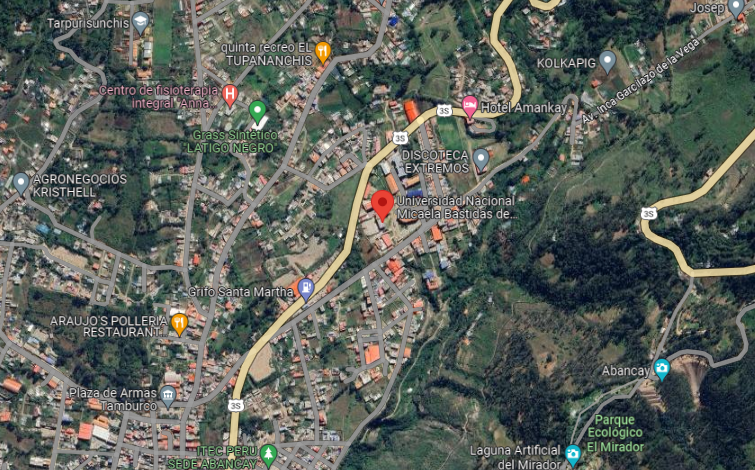 Josep
Tarpurisunchis
quinta recreo EL
TUPANANCHIS
KOLKAPIG
Av. Inca Garcilazo de la Vega
Centro de fisioterapia
integral "Anna...
Hotel Amankay
3S
3S
Grass Sintético
"LATIGO NEGRO"
DISCOTECA
EXTREMOS
AGRONEGOCIOS
KRISTHELL
Universidad Nacional
Micaela Bastidas de...
3S
Grifo Santa Martha
ARAUJO'S POLLERIA
RESTAURANT...
Abancay
Plaza de Armas
Tamburco
3S
Parque
Ecológico
El Mirador
ITEC PERÚ
SEDE ABANCAY
Laguna Artificial
del Mirador